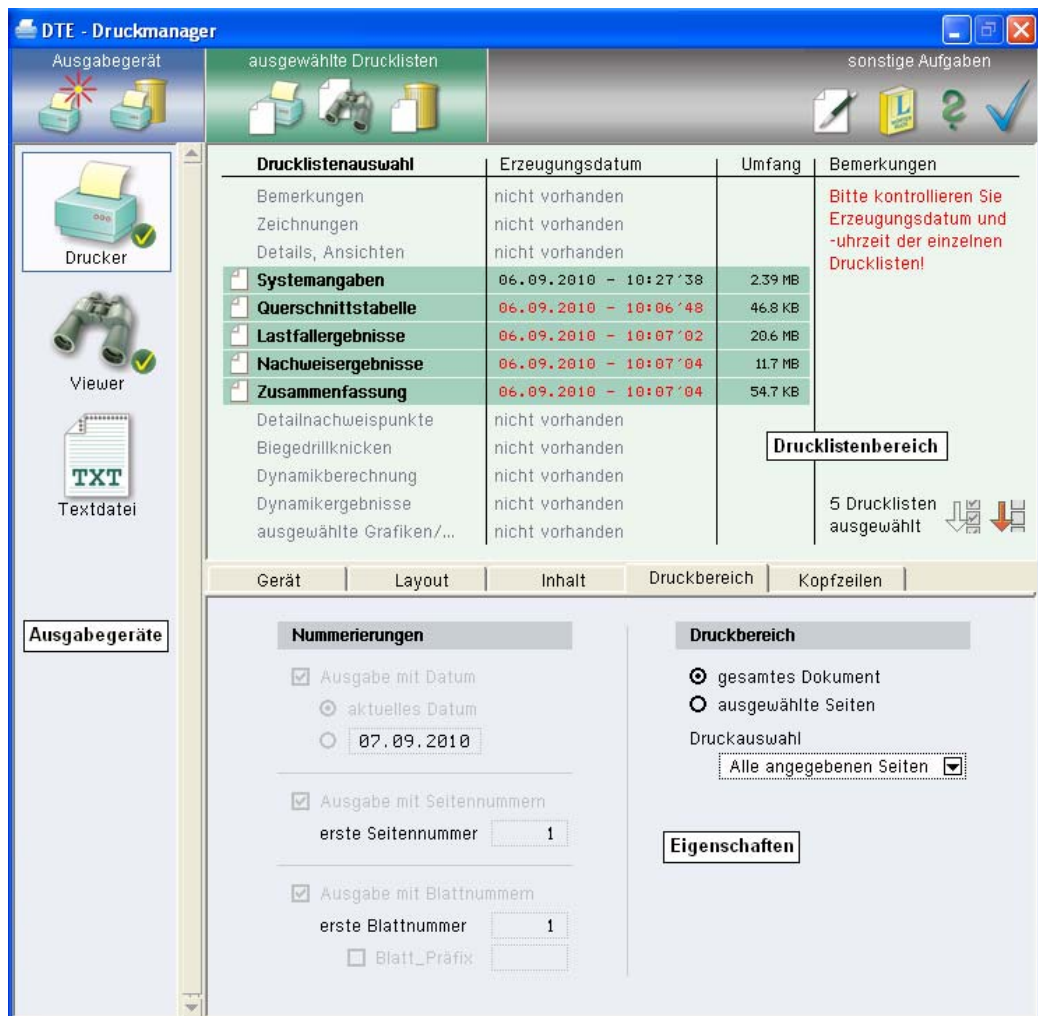 DTE - Druckmanager
Ausgabegerät
ausgewählte Drucklisten
sonstige Aufgaben
Drucker
Viewer
TXT
Textdatei
Ausgabegeräte
Drucklistenauswahl Erzeugungsdatum Umfang Bemerkungen
Bemerkungen nicht vorhanden
Zeichnungen nicht vorhanden
Details, Ansichten nicht vorhanden
Systemangaben 06.09.2010 - 10:27´38 2.39 MB
Querschnittstabelle 06.09.2010 - 10:06´48 46.8 KB
Lastfallergebnisse 06.09.2010 - 10:07´02 20.6 MB
Nachweisergebnisse 06.09.2010 - 10:07´04 11.7 MB
Zusammenfassung 06.09.2010 - 10:07´04 54.7 KB
Detailnachweispunkte nicht vorhanden
Biegedrillknicken nicht vorhanden
Dynamikberechnung nicht vorhanden
Dynamikergebnisse nicht vorhanden
ausgewählte Grafiken/... nicht vorhanden
Bitte kontrollieren Sie
Erzeugungsdatum und
-uhrzeit der einzelnen
Drucklisten!
Drucklistenbereich
5 Drucklisten
ausgewählt
Gerät Layout Inhalt Druckbereich Kopfzeilen
Nummerierungen
Ausgabe mit Datum
aktuelles Datum
07.09.2010
Ausgabe mit Seitennummern
erste Seitennummer 1
Ausgabe mit Blattnummern
erste Blattnummer 1
Blatt_Präfix
Druckbereich
gesamtes Dokument
ausgewählte Seiten
Druckauswahl
Alle angegebenen Seiten
Eigenschaften